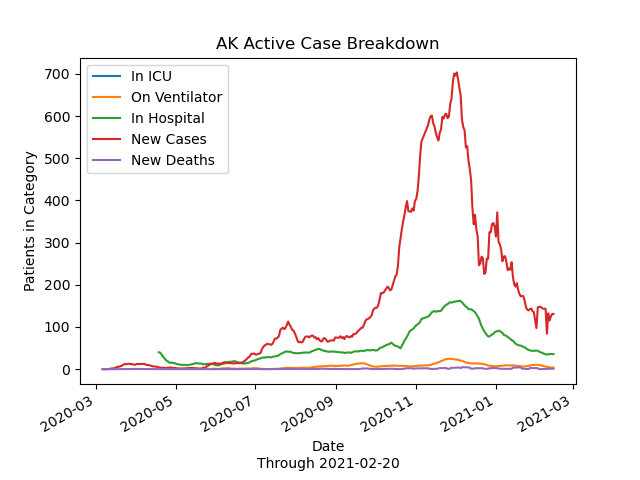 AK Active Case Breakdown
In ICU
On Ventilator
In Hospital
New Cases
New Deaths
Patients in Category
700
600
500
400
300
200
100
0
2020-03
2020-05
2020-07
2020-09
2020-11
2021-01
2021-03
Date
Through 2021-02-20